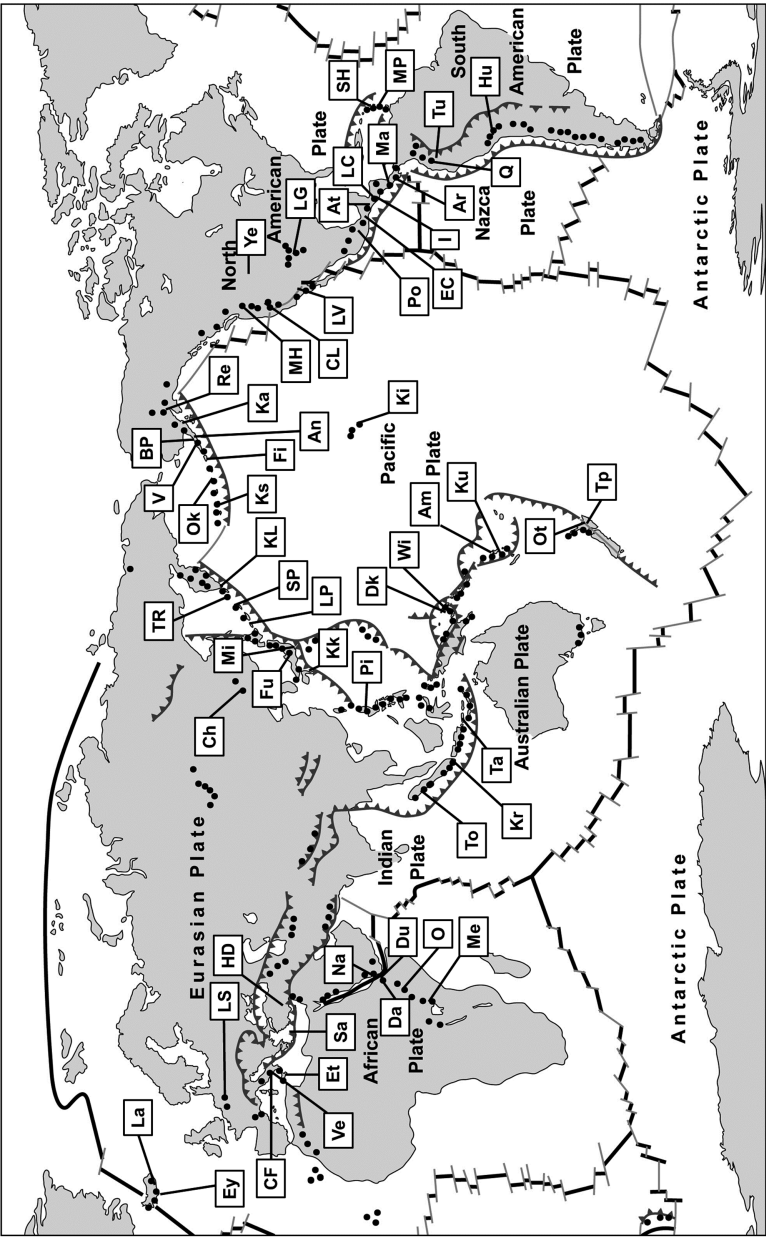 La
Ey
CF
Ve
Et
LS
HD
Sa
Eurasian Plate
African
Plate
Na
Da
Du
O
Me
Indian
Plate
Antarctic Plate
Ch
Mi
Fu
Kk
Pi
To
Kr
Ta
Australian Plate
TR
KL
SP
LP
Dk
Wi
Am
Ku
Ot
Tp
V
BP
Ok
Ks
Fi
An
Ka
Re
Ki
Pacific
Plate
MH
CL
LV
North
American
Plate
Ye
LG
At
LC
Ma
Po
EC
I
Ar
Nazca
Plate
SH
MP
Tu
Q
Hu
South
American
Plate
Antarctic Plate